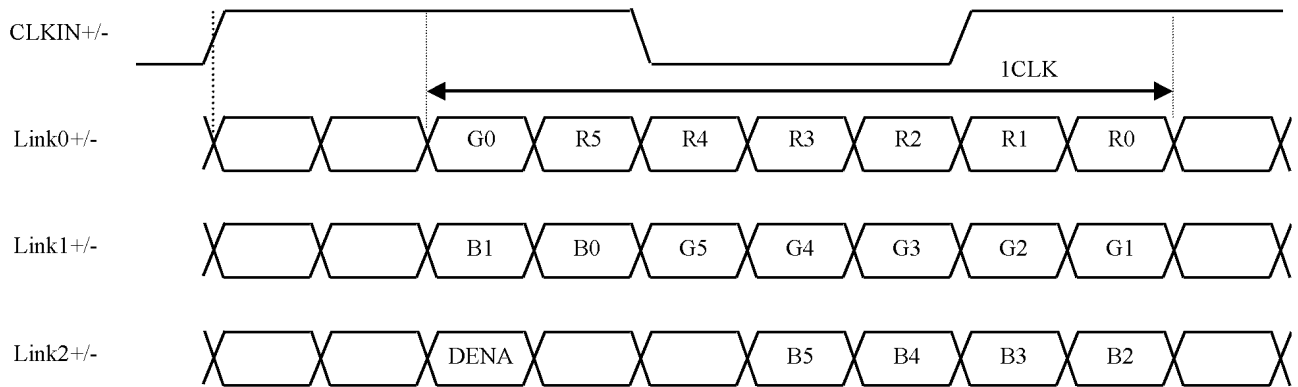 CLKIN+/-
1CLK
Link0+/- G0 R5 R4 R3 R2 R1 R0
Link1+/- B1 B0 G5 G4 G3 G2 G1
Link2+/- DENA B5 B4 B3 B2